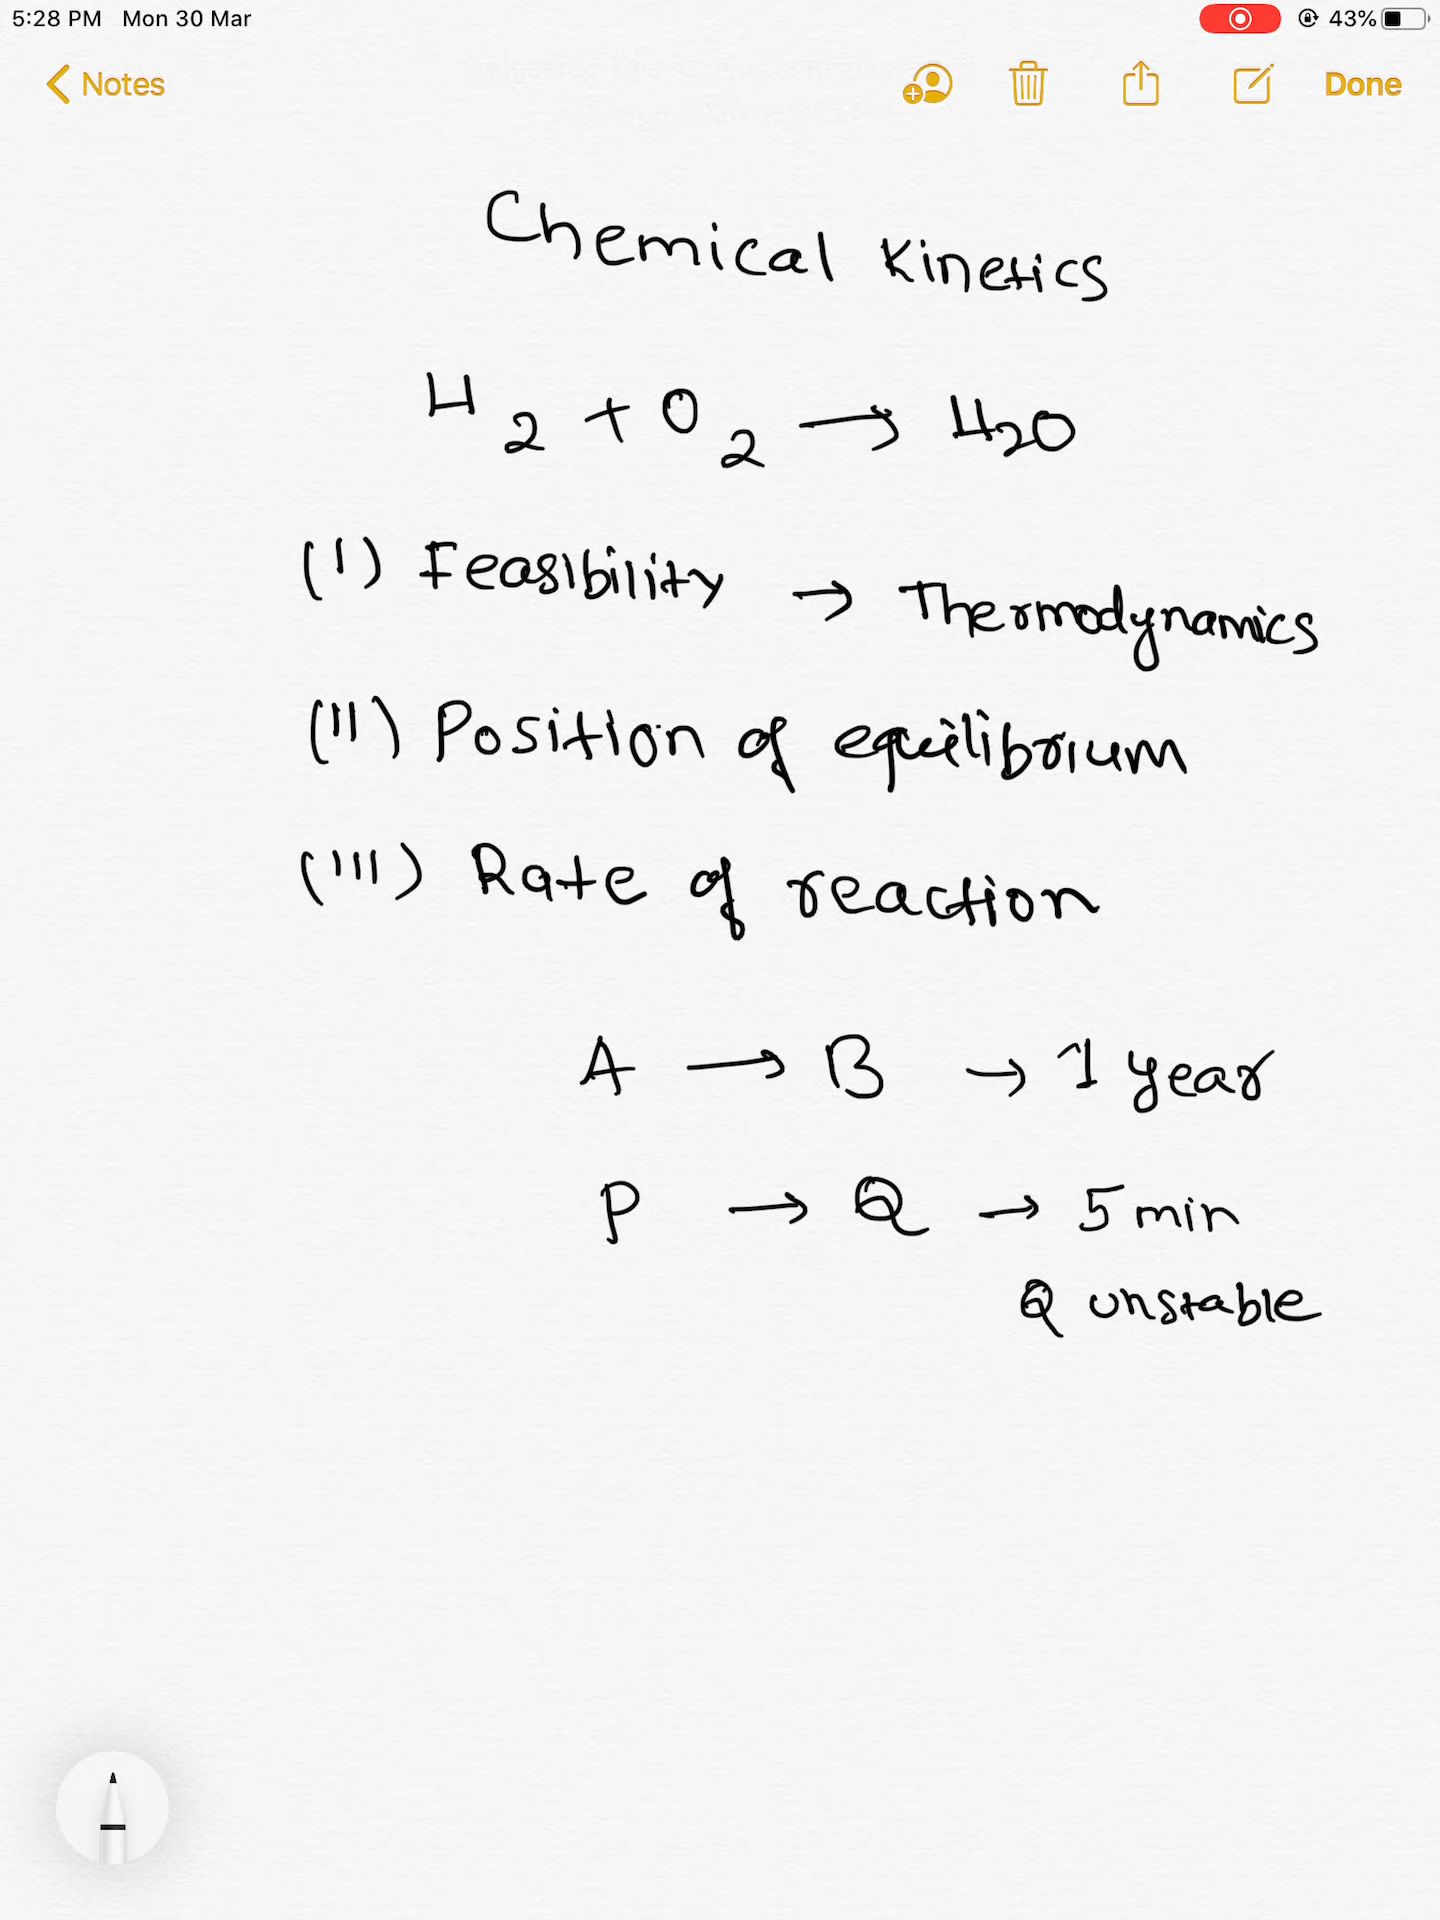 5:28 PM Mon 30 Mar 43%
Notes Done
Chemical Kinetics
H2 + O2 → H2O
(I) Feasibility → Thermodynamics
(II) Position of equilibrium
(III) Rate of reaction
A → B → 1 year
P → Q → 5 min
Q unstable